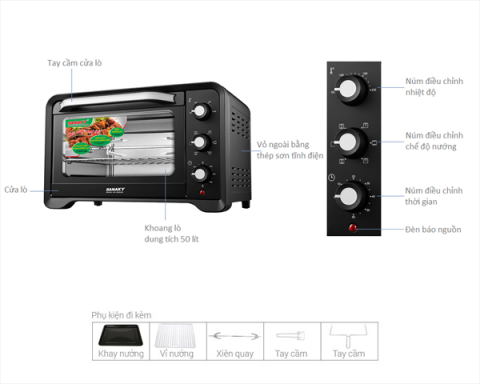 Tay cầm cửa lò
Cửa lò
SANAKY
Vỏ ngoài bằng
thép sơn tĩnh điện
Khoang lò
dung tích 50 lít
Núm điều chỉnh
nhiệt độ
Núm điều chỉnh
chế độ nướng
Núm điều chỉnh
thời gian
Đèn báo nguồn
Phụ kiện đi kèm
Khay nướng
Vỉ nướng
Xiên quay
Tay cầm
Tay cầm